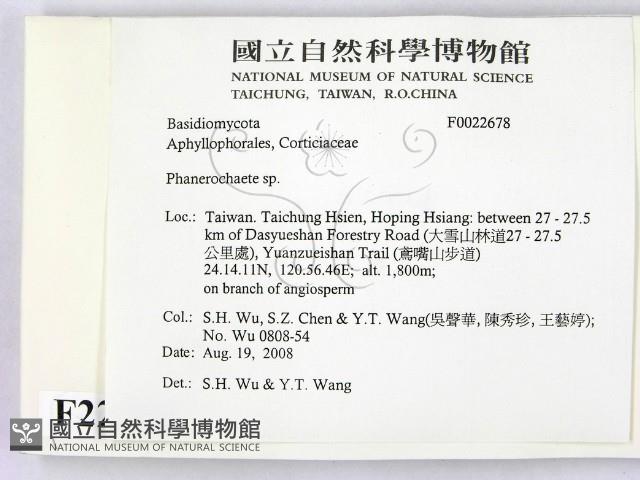 國立自然科學博物館
NATIONAL MUSEUM OF NATURAL SCIENCE
TAICHUNG, TAIWAN, R.O.CHINA
Basidiomycota F0022678
Aphyllophorales, Corticiaceae
Phanerochaete sp.
Loc.: Taiwan. Taichung Hsien, Hoping Hsiang: between 27 - 27.5
km of Dasyueshan Forestry Road (大雪山林道27 - 27.5
公里處), Yuanzueishan Trail (鳶嘴山步道)
24.14.11N, 120.56.46E; alt. 1,800m;
on branch of angiosperm
Col.: S.H. Wu, S.Z. Chen & Y.T. Wang(吳聲華, 陳秀珍, 王藝婷);
No. Wu 0808-54
Date: Aug. 19, 2008
Det.: S.H. Wu & Y.T. Wang
F22
國立自然科學博物館
NATIONAL MUSEUM OF NATURAL SCIENCE